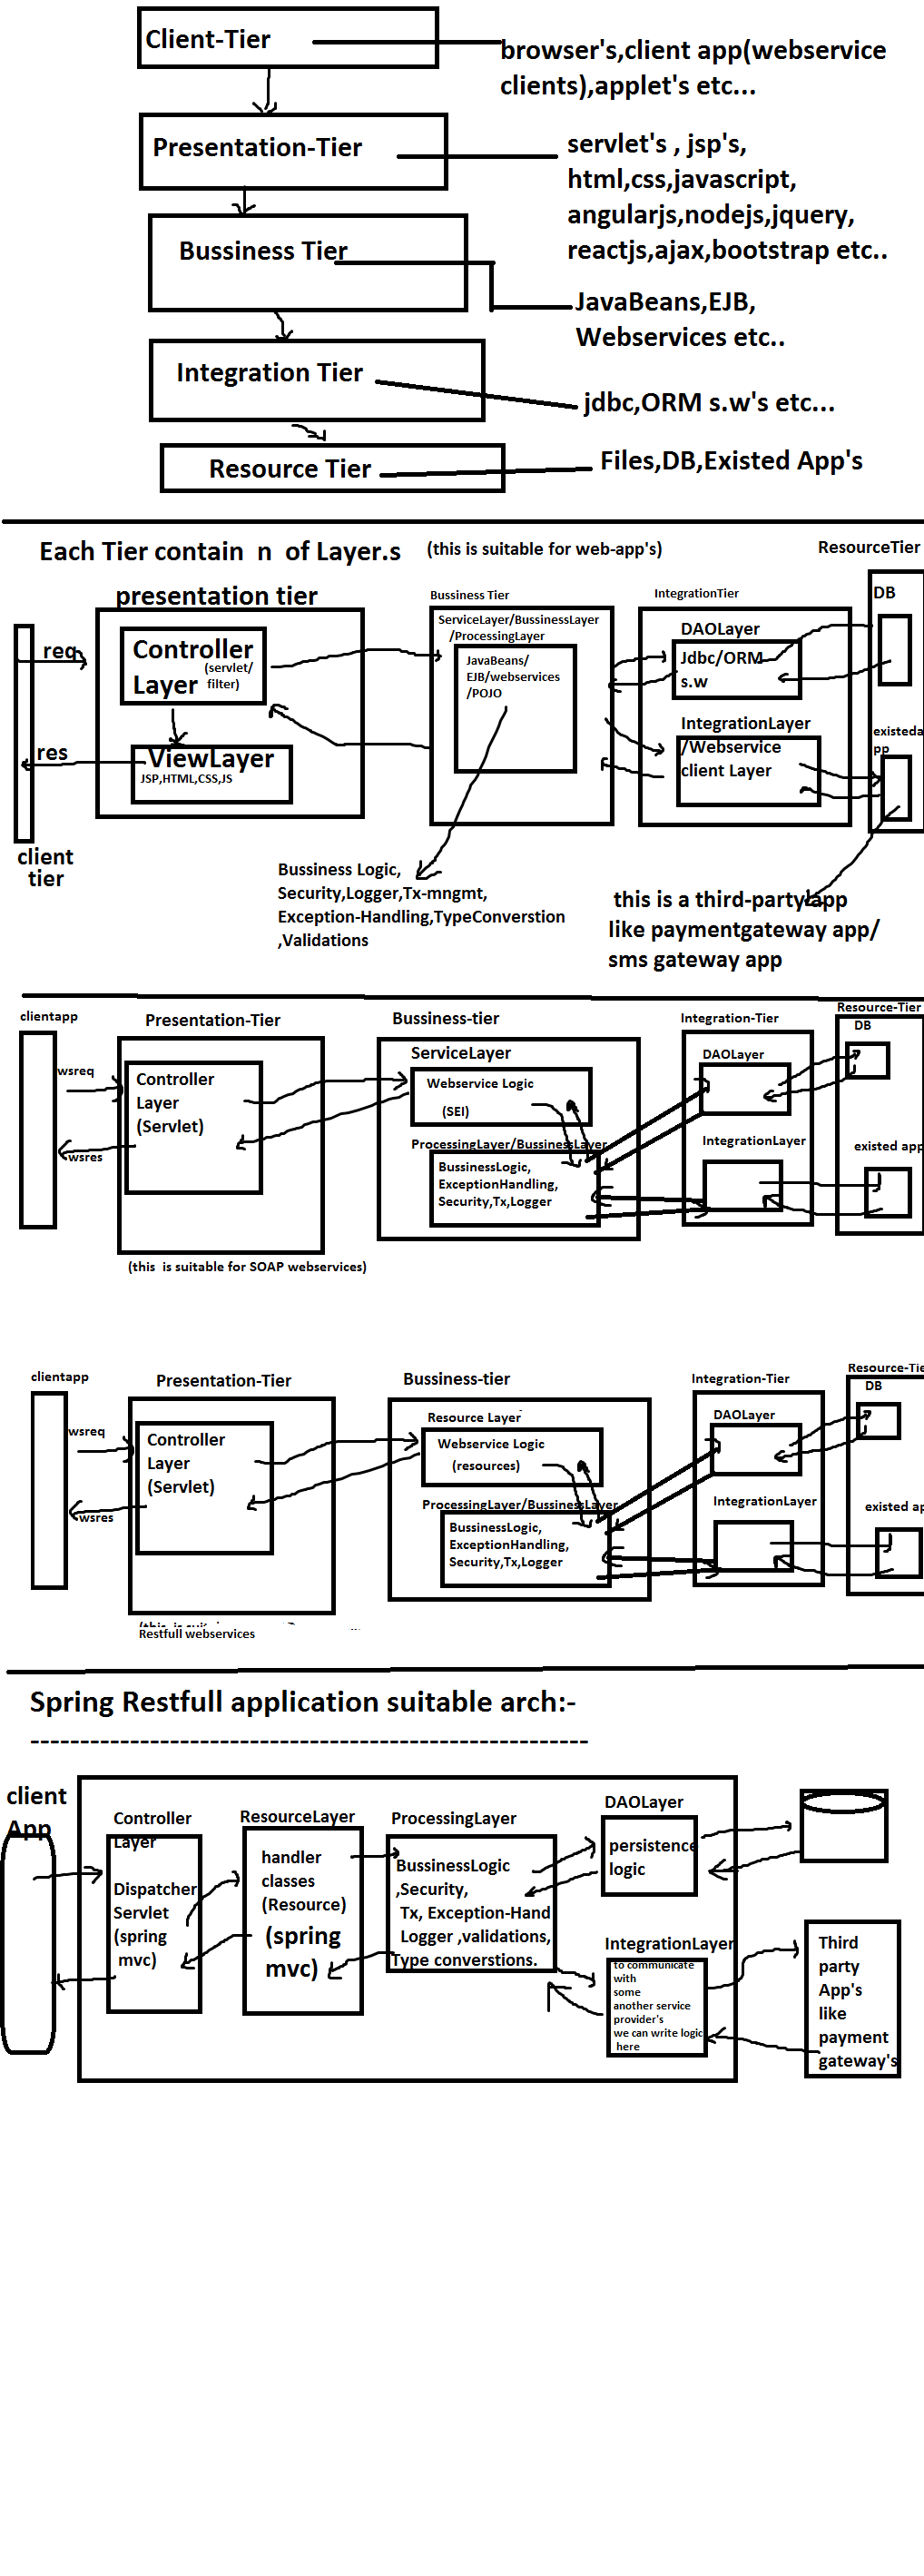 Client-Tier
browser's,client app(webservice
clients),applet's etc...
Presentation-Tier
servlet's , jsp's,
html,css,javascript,
angularjs,nodejs,jquery,
reactjs,ajax,bootstrap etc..
Bussiness Tier
JavaBeans,EJB,
Webservices etc..
Integration Tier
jdbc,ORM s.w's etc...
Resource Tier
Files,DB,Existed App's
Each Tier contain n of Layer.s
(this is suitable for web-app's)
ResourceTier
presentation tier
Bussiness Tier
IntegrationTier
DB
req
Controller
Layer
(servlet/
filter)
ServiceLayer/BussinessLayer
/ProcessingLayer
JavaBeans/
EJB/webservices
/POJO
DAOLayer
Jdbc/ORM
s.w
res
ViewLayer
JSP,HTML,CSS,JS
IntegrationLayer
/Webservice
client Layer
existeda
pp
client
tier
Bussiness Logic,
Security,Logger,Tx-mngmt,
Exception-Handling,TypeConverstion
,Validations
this is a third-party app
like paymentgateway app/
sms gateway app
clientapp
Presentation-Tier
Bussiness-tier
Integration-Tier
Resource-Tier
DB
wsreq
Controller
Layer
(Servlet)
wsres
ServiceLayer
Webservice Logic
(SEI)
ProcessingLayer/BussinessLayer
BussinessLogic,
ExceptionHandling,
Security,Tx,Logger
DAOLayer
IntegrationLayer
existed app
(this is suitable for SOAP webservices)
clientapp
Presentation-Tier
Bussiness-tier
Integration-Tier
Resource-Tie
DB
wsreq
Controller
Layer
(Servlet)
wsres
Resource Layer
Webservice Logic
(resources)
ProcessingLayer/BussinessLayer
BussinessLogic,
ExceptionHandling,
Security,Tx,Logger
DAOLayer
IntegrationLayer
existed ap
Restfull webservices
Spring Restfull application suitable arch:-
--------------------------------------------------------
client
App
Controller
Layer
Dispatcher
Servlet
(spring
mvc)
ResourceLayer
handler
classes
(Resource)
(spring
mvc)
ProcessingLayer
BussinessLogic
,Security,
Tx, Exception-Hand
Logger ,validations,
Type converstions.
DAOLayer
persistence
logic
IntegrationLayer
to communicate
with
some
another service
provider's
we can write logic
here
Third
party
App's
like
payment
gateway's